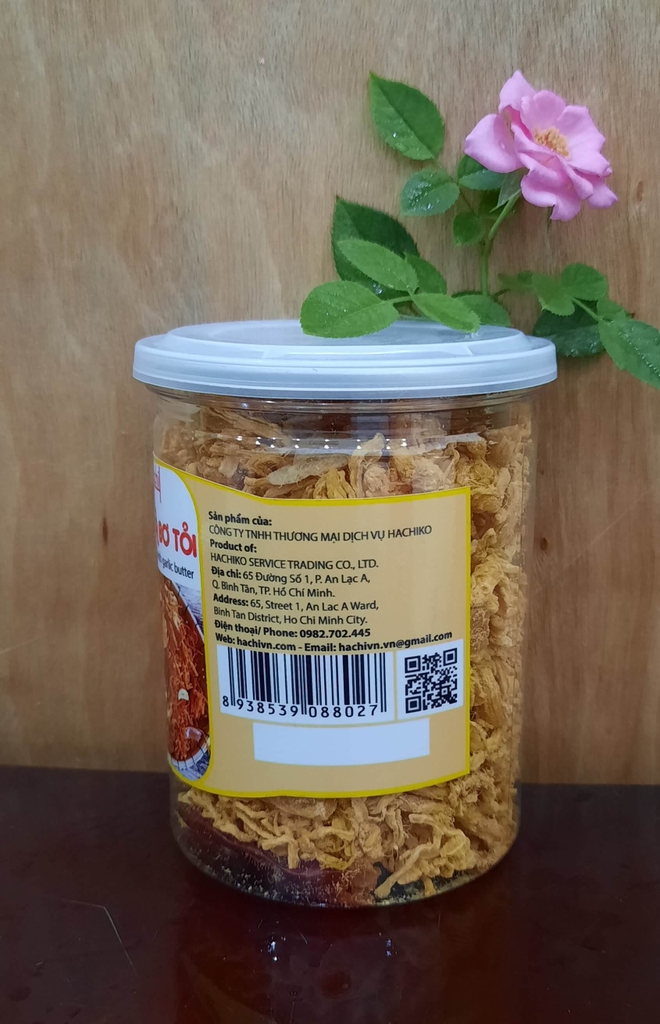 ƠTỎI
garlic butter
Sản phẩm của:
CÔNG TY TNHH THƯƠNG MẠI DỊCH VỤ HACHIKO
Product of:
HACHIKO SERVICE TRADING CO., LTD.
Địa chỉ: 65 Đường Số 1, P. An Lạc A,
Q. Bình Tân, TP. Hồ Chí Minh.
Address: 65, Street 1, An Lac A Ward,
Binh Tan District, Ho Chi Minh City.
Điện thoại/ Phone: 0982.702.445
Web: hachivn.com - Email: hachivn.vn@gmail.com
8 938539 088027